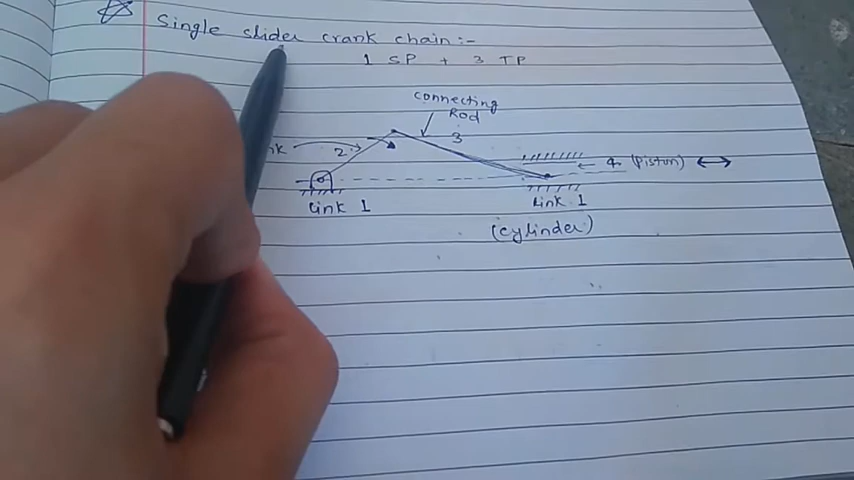 Single slider crank chain:-
1 SP + 3 TP
connecting
Rod
3
2
4 (Piston)
Link 1
Link 1
(cylinder)